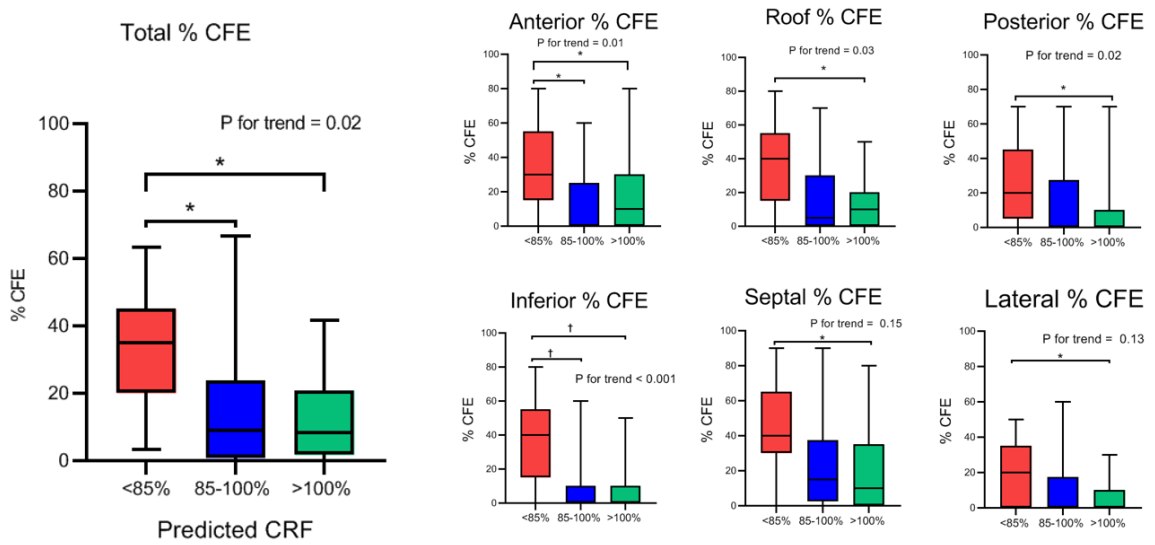 Total % CFE
P for trend = 0.02
% CFE
100
80
60
40
20
0
*
*
<85% 85-100% >100%
Predicted CRF
Anterior % CFE
P for trend = 0.01
% CFE
100
80
60
40
20
0
*
*
<85% 85-100% >100%
Roof % CFE
P for trend = 0.03
% CFE
100
80
60
40
20
0
*
<85% 85-100% >100%
Posterior % CFE
P for trend = 0.02
% CFE
100
80
60
40
20
0
*
<85% 85-100% >100%
Inferior % CFE
P for trend < 0.001
% CFE
100
80
60
40
20
0
†
†
<85% 85-100% >100%
Septal % CFE
P for trend = 0.15
% CFE
100
80
60
40
20
0
*
<85% 85-100% >100%
Lateral % CFE
P for trend = 0.13
% CFE
100
80
60
40
20
0
*
<85% 85-100% >100%